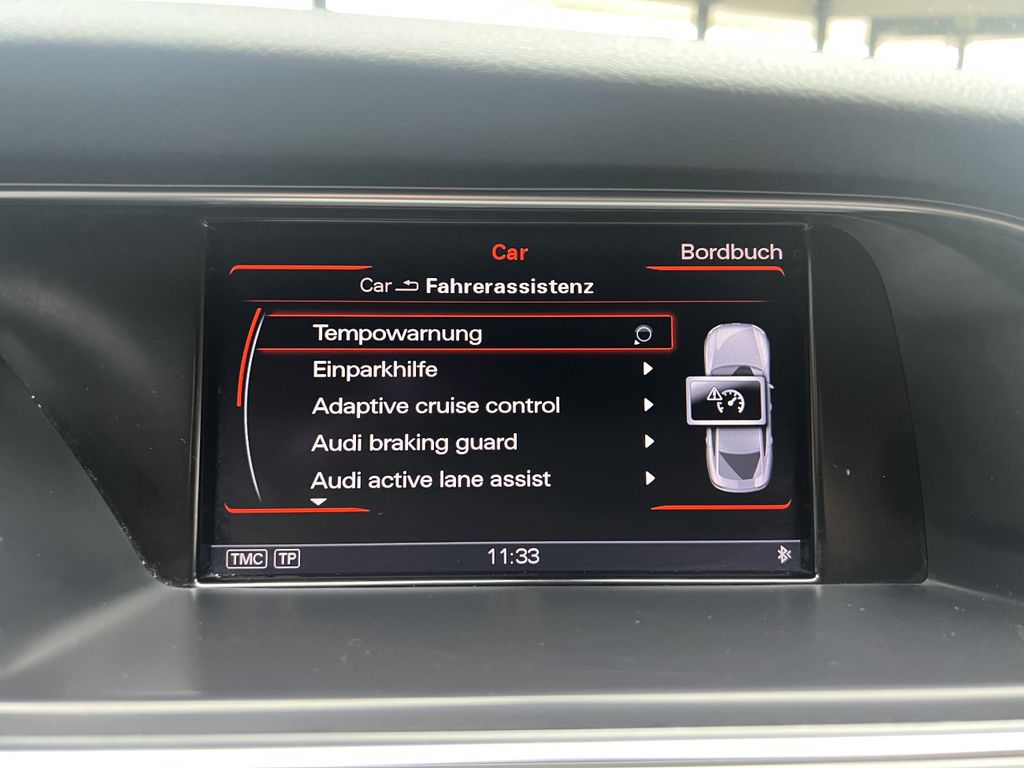 Car
Bordbuch
Car Fahrerassistenz
Tempowarnung
Einparkhilfe
Adaptive cruise control
Audi braking guard
Audi active lane assist
TMC TP 11:33